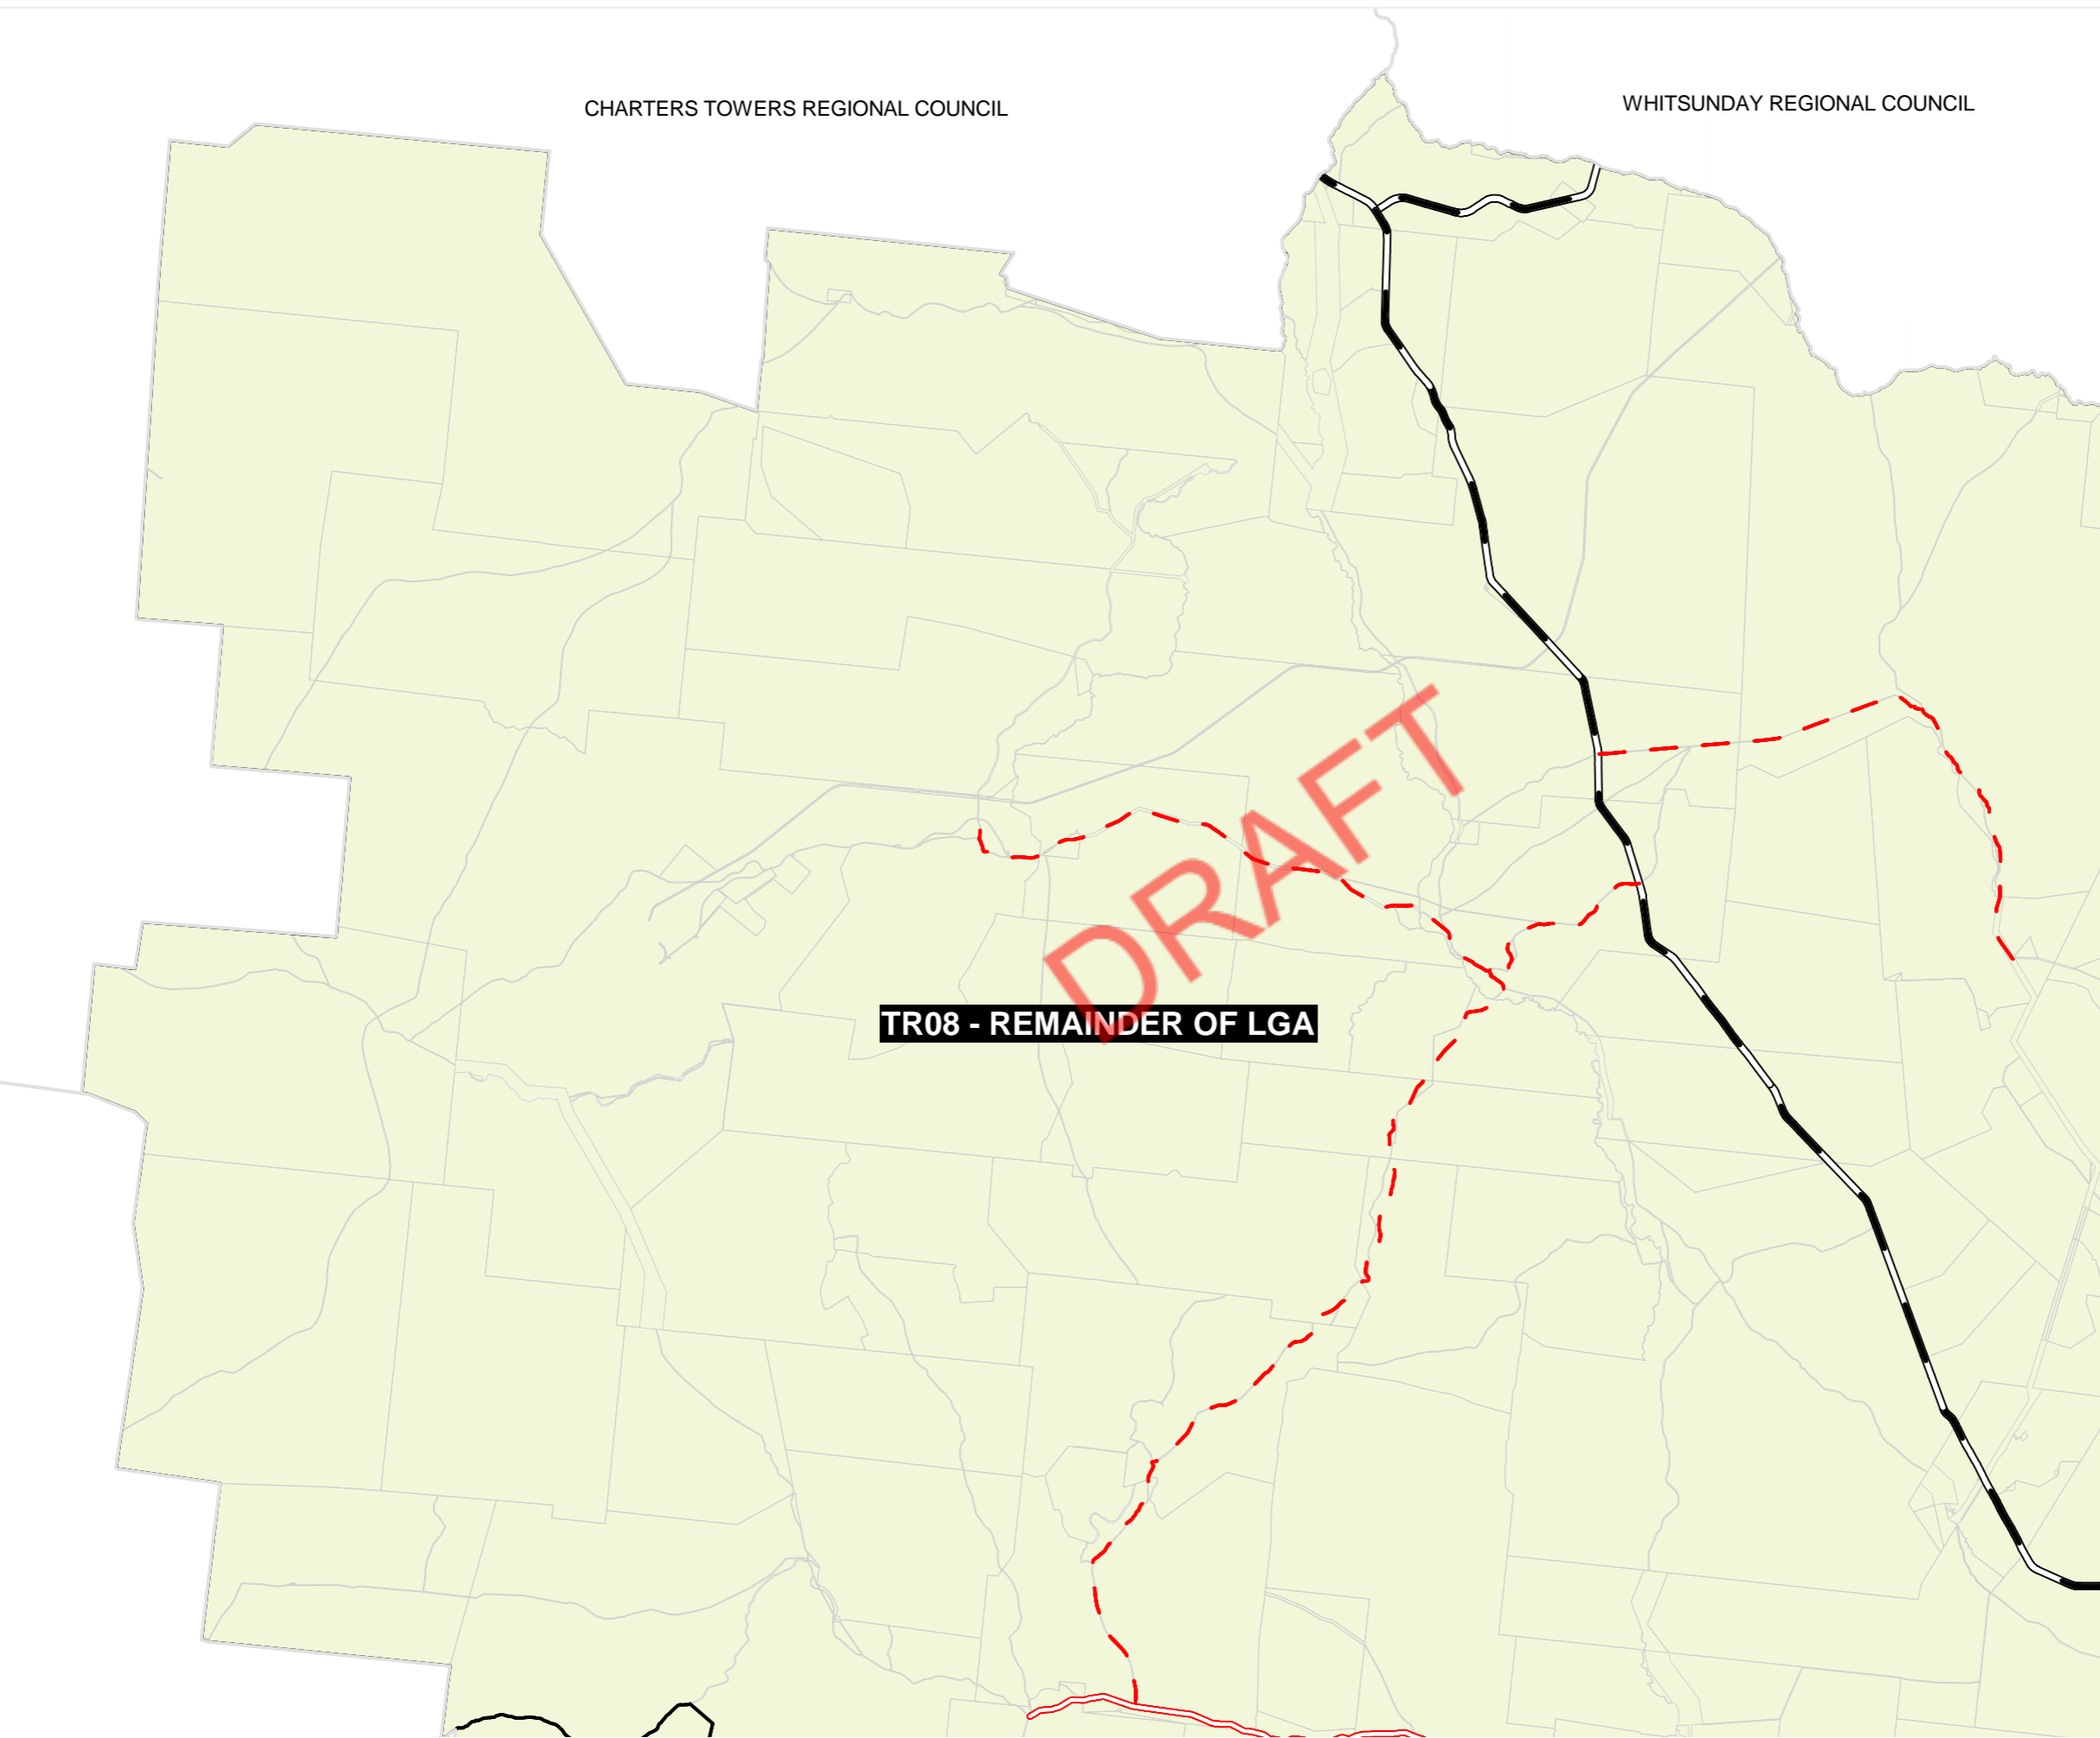 WHITSUNDAY REGIONAL COUNCIL
CHARTERS TOWERS REGIONAL COUNCIL
DRAFT
TR08 - REMAINDER OF LGA